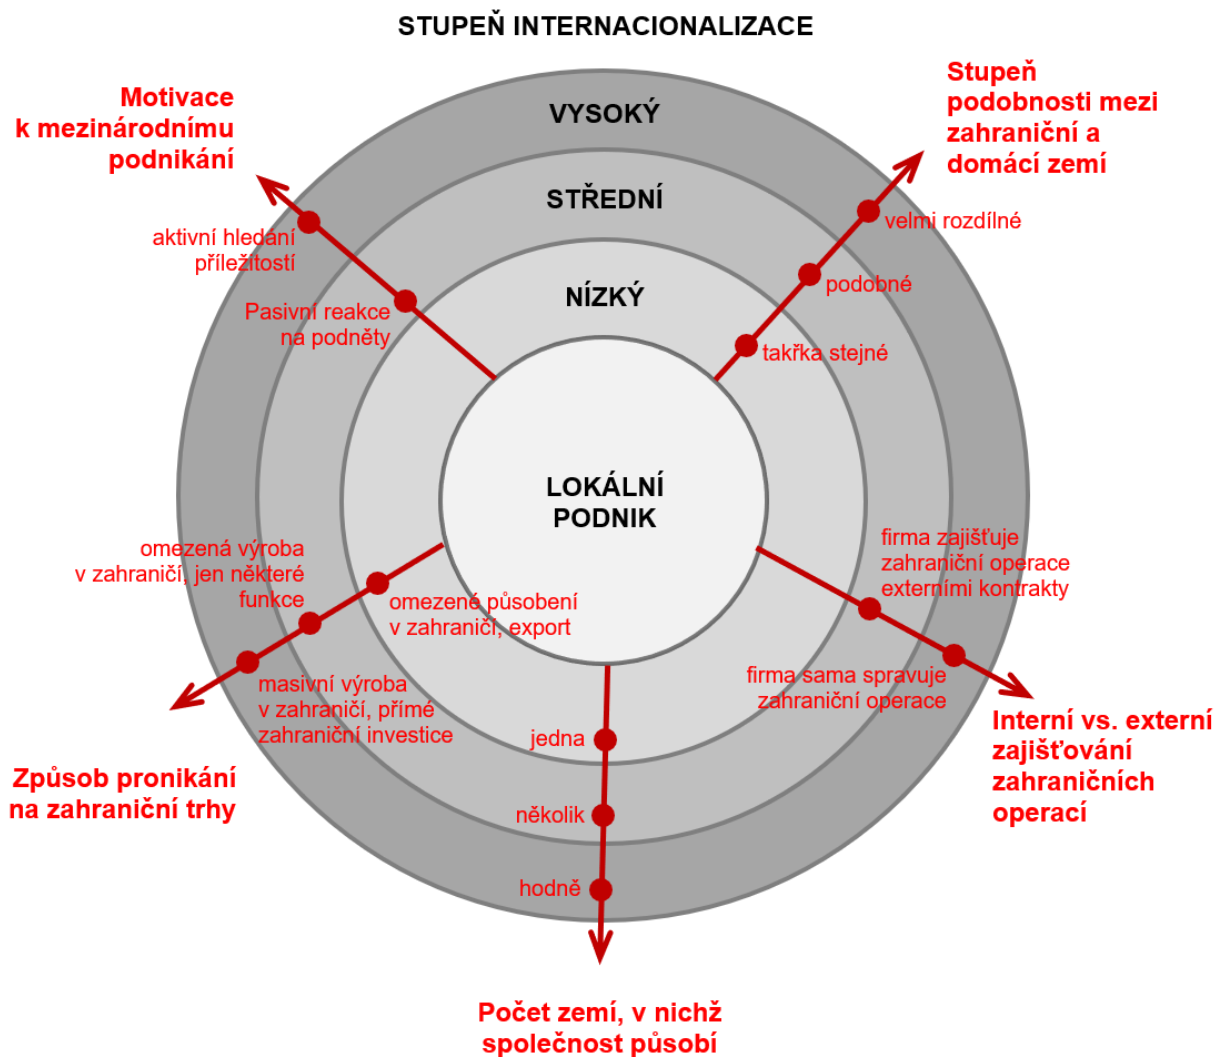 STUPEŇ INTERNACIONALIZACE
Motivace
k mezinárodnímu
podnikání
Stupeň
podobnosti mezi
zahraniční a
domácí zemí
VYSOKÝ
STŘEDNÍ
NÍZKÝ
LOKÁLNÍ
PODNIK
aktivní hledání
příležitostí
Pasivní reakce
na podněty
velmi rozdílné
podobné
takřka stejné
omezená výroba
v zahraničí, jen některé
funkce
omezené působení
v zahraničí, export
masivní výroba
v zahraničí, přímé
zahraniční investice
Způsob pronikání
na zahraniční trhy
firma zajišťuje
zahraniční operace
externími kontrakty
firma sama spravuje
zahraniční operace
Interní vs. externí
zajišťování
zahraničních
operací
jedna
několik
hodně
Počet zemí, v nichž
společnost působí